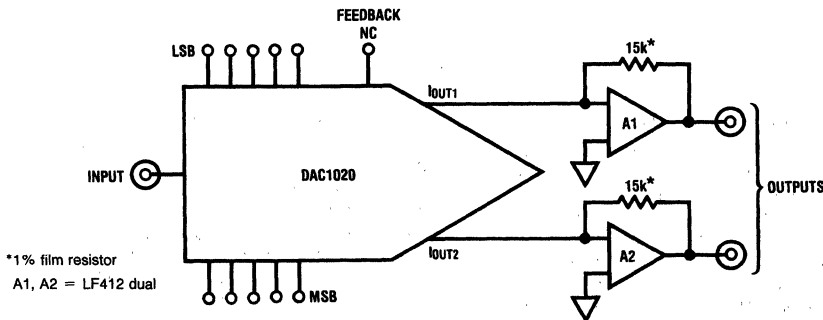 FEEDBACK
NC
LSB
IOUT1
15k*
A1
INPUT
DAC1020
OUTPUTS
15k*
IOUT2
A2
*1% film resistor
A1, A2 = LF412 dual
MSB